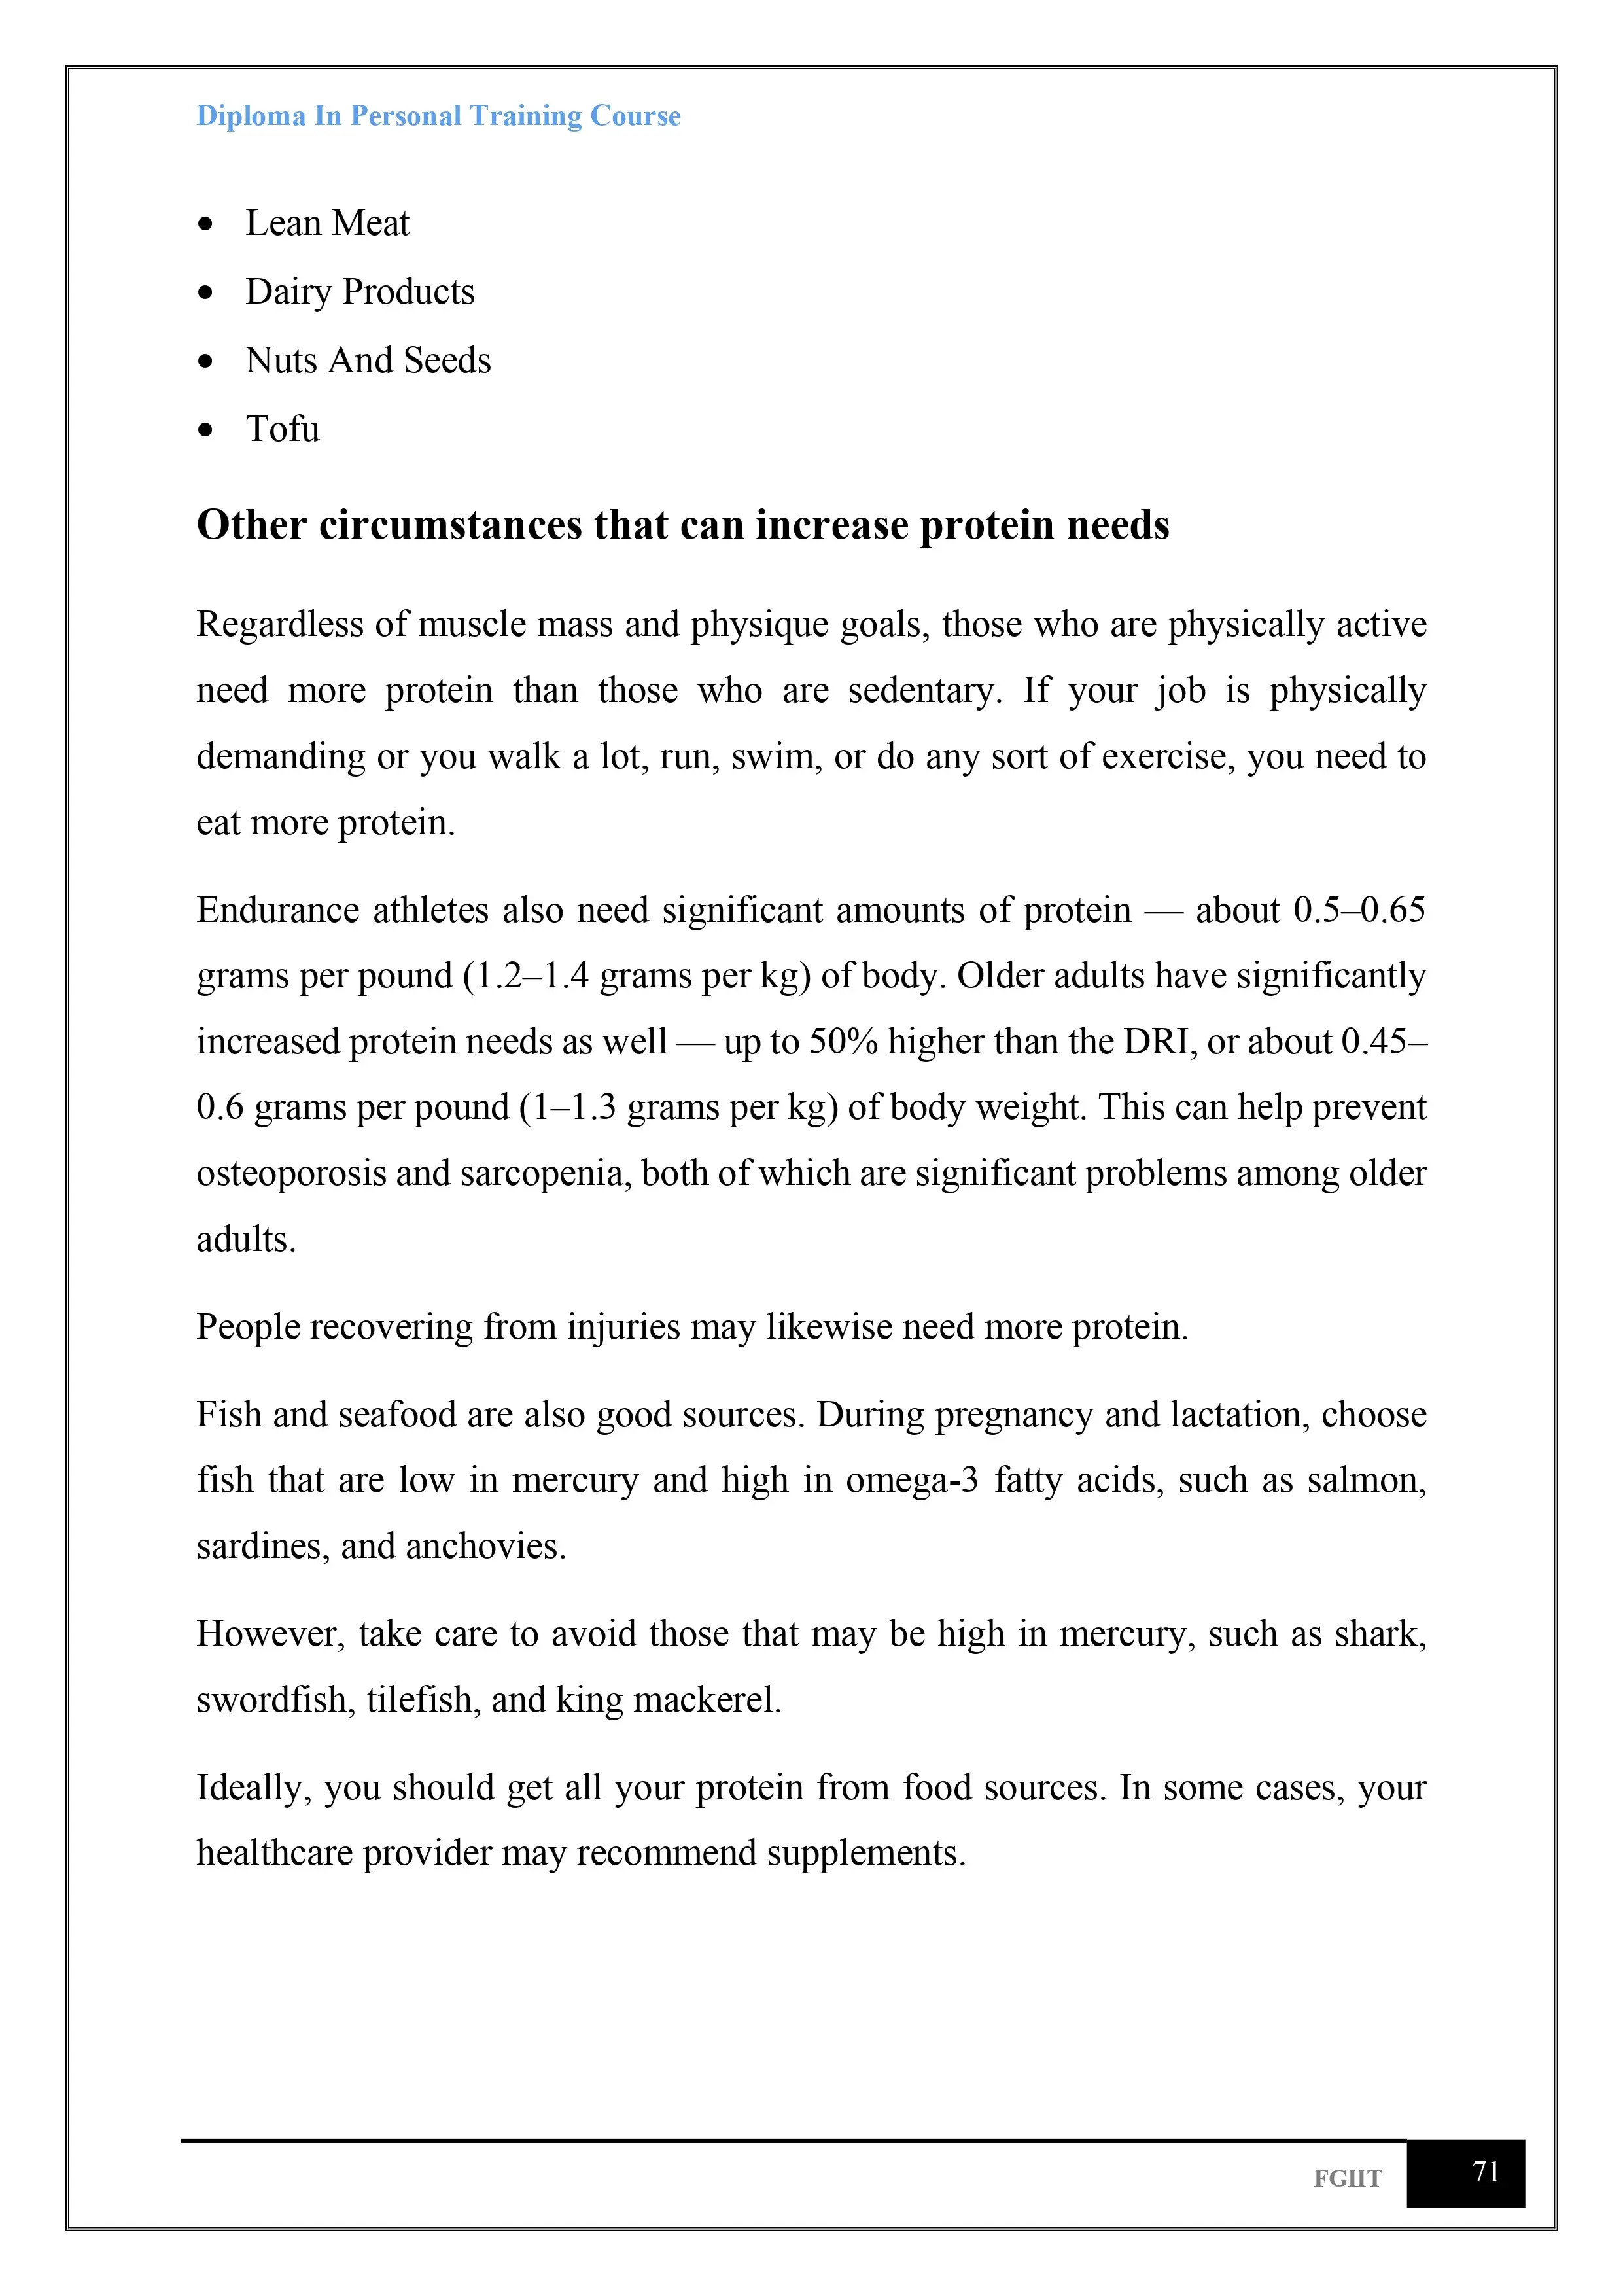 Diploma In Personal Training Course
• Lean Meat
• Dairy Products
• Nuts And Seeds
• Tofu
Other circumstances that can increase protein needs
Regardless of muscle mass and physique goals, those who are physically active
need more protein than those who are sedentary. If your job is physically
demanding or you walk a lot, run, swim, or do any sort of exercise, you need to
eat more protein.
Endurance athletes also need significant amounts of protein — about 0.5–0.65
grams per pound (1.2–1.4 grams per kg) of body. Older adults have significantly
increased protein needs as well — up to 50% higher than the DRI, or about 0.45–
0.6 grams per pound (1–1.3 grams per kg) of body weight. This can help prevent
osteoporosis and sarcopenia, both of which are significant problems among older
adults.
People recovering from injuries may likewise need more protein.
Fish and seafood are also good sources. During pregnancy and lactation, choose
fish that are low in mercury and high in omega-3 fatty acids, such as salmon,
sardines, and anchovies.
However, take care to avoid those that may be high in mercury, such as shark,
swordfish, tilefish, and king mackerel.
Ideally, you should get all your protein from food sources. In some cases, your
healthcare provider may recommend supplements.
FGIIT
71